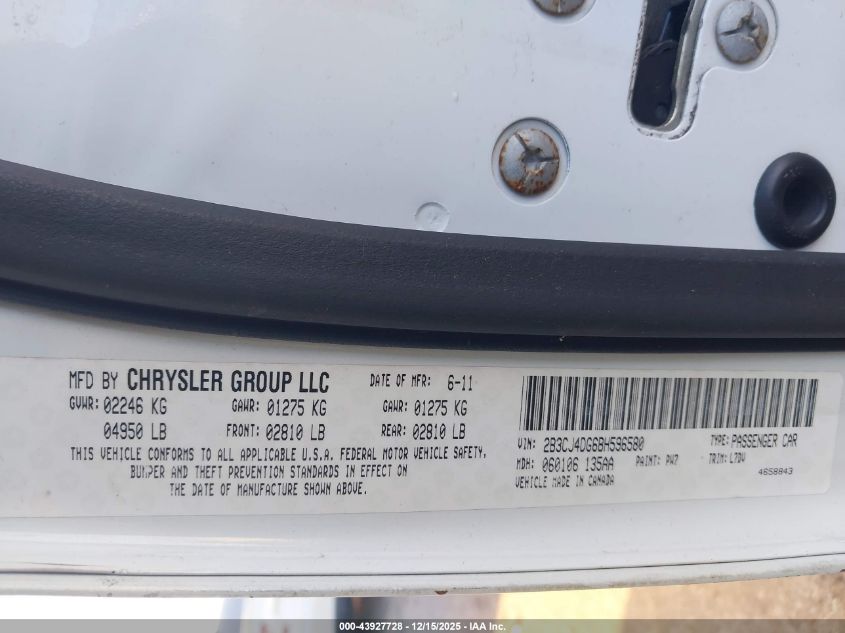 MFD BY CHRYSLER GROUP LLC DATE OF MFR: 6-11
GVWR: 02246 KG GAWR: 01275 KG GAWR: 01275 KG
04950 LB FRONT: 02810 LB REAR: 02810 LB
THIS VEHICLE CONFORMS TO ALL APPLICABLE U.S.A. FEDERAL MOTOR VEHICLE SAFETY,
BUMPER AND THEFT PREVENTION STANDARDS IN EFFECT ON
THE DATE OF MANUFACTURE SHOWN ABOVE.
VIN: 2B3CJ4DG6BH596580 TYPE: PASSENGER CAR
MDH: 060106 135AA PAINT: PW7 TRIM: L7DV
VEHICLE MADE IN CANADA 4658843
000-43927728 - 12/15/2025 - IAA Inc.